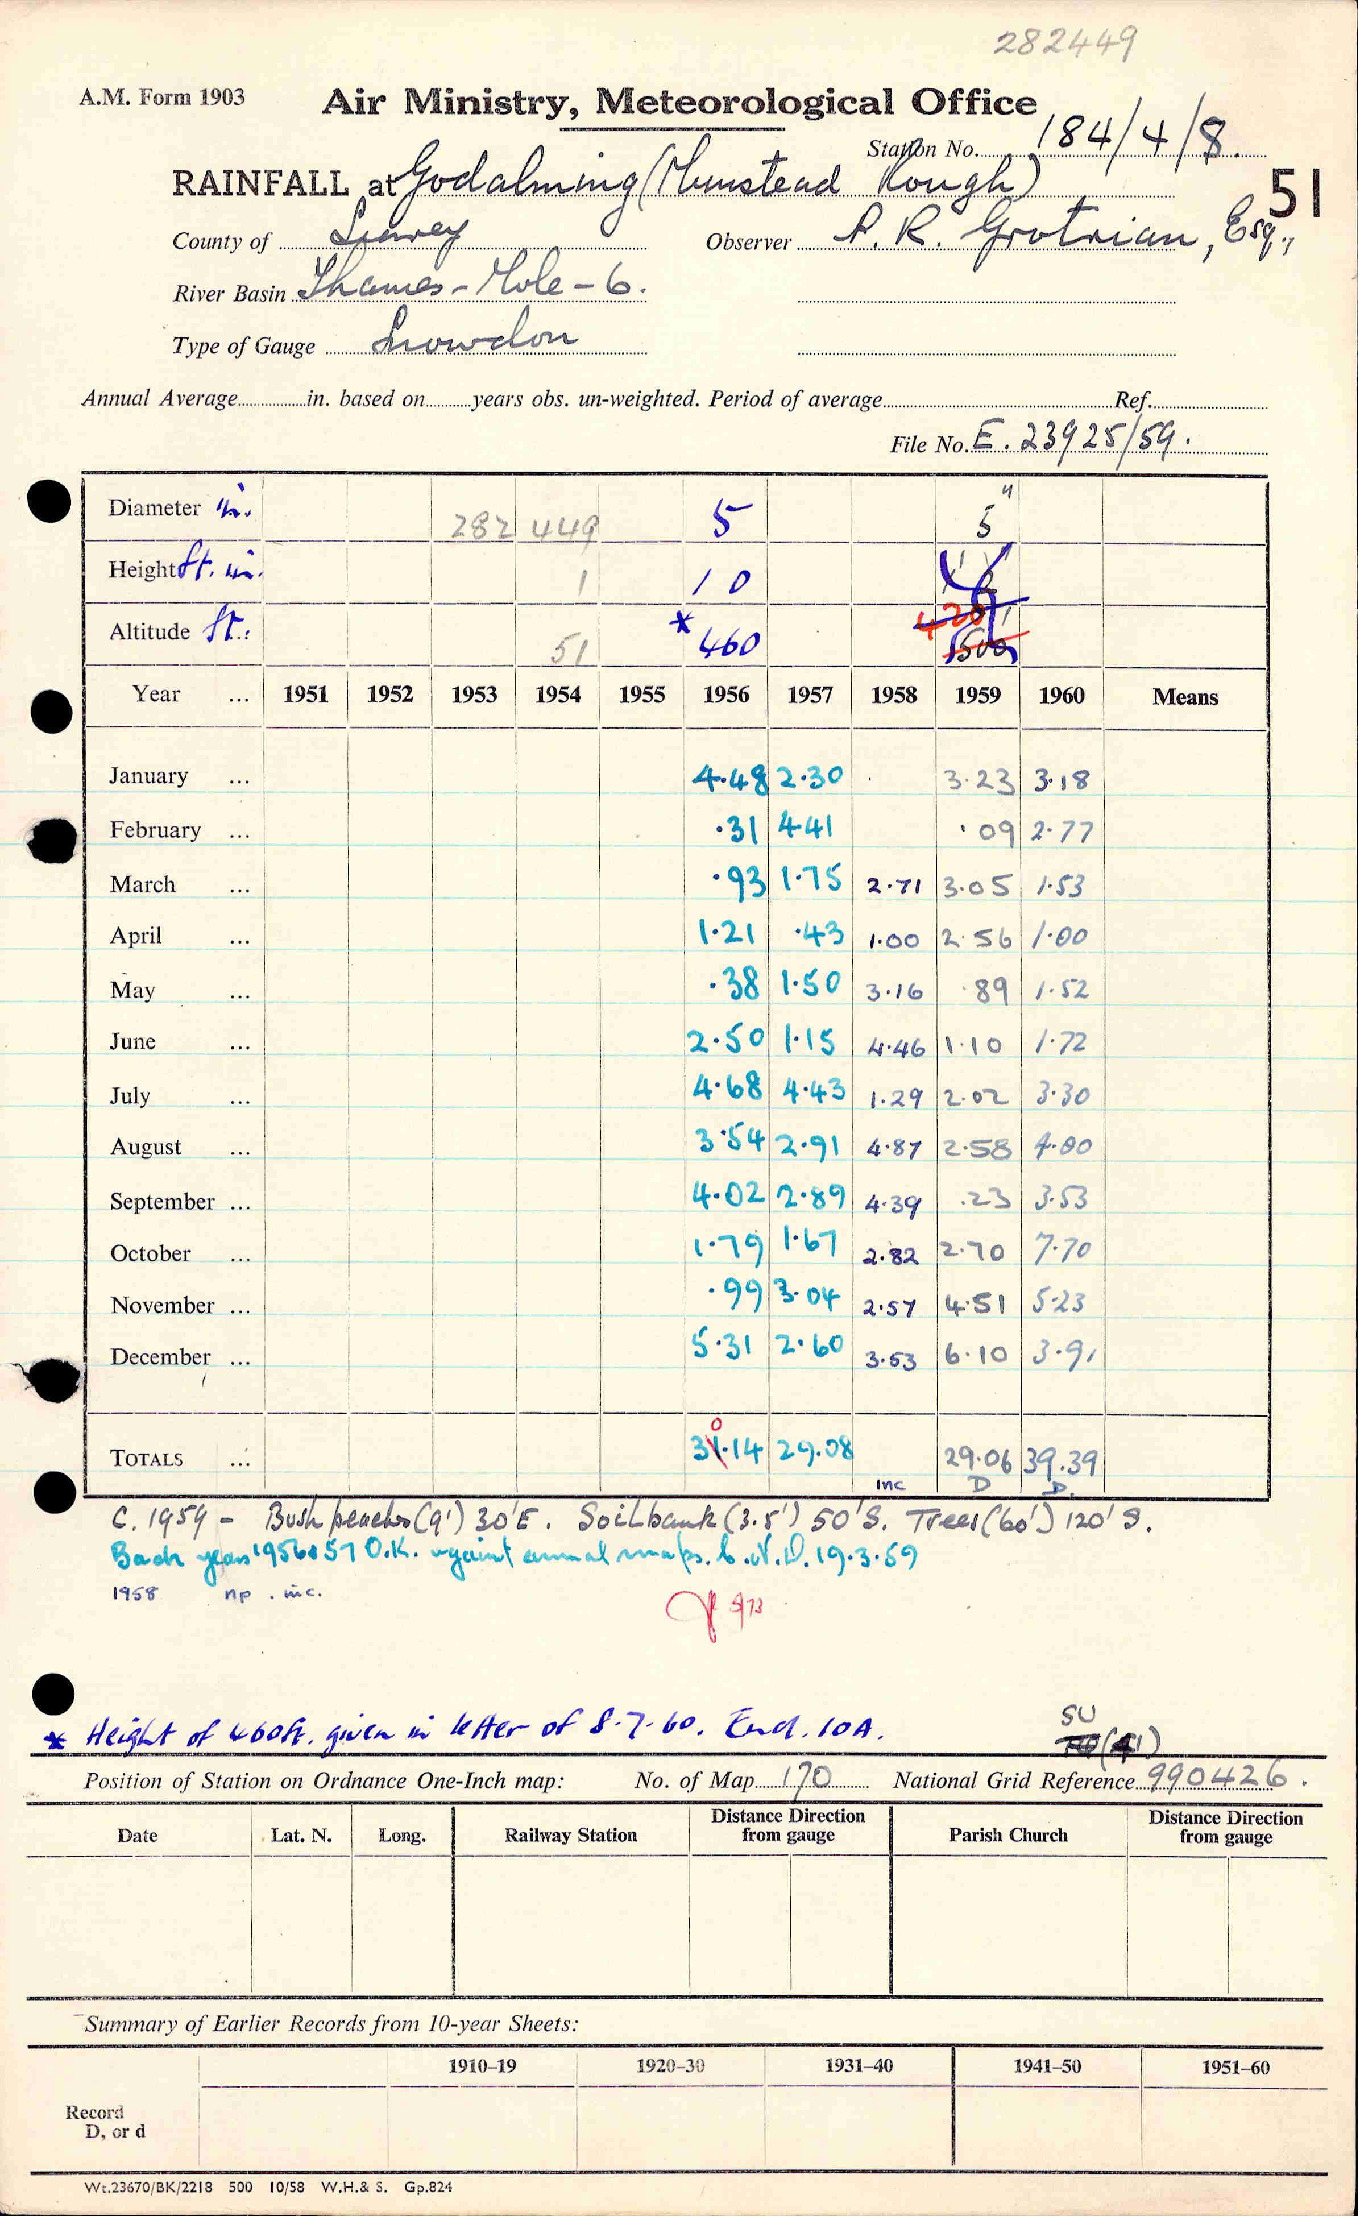 282449
A.M. Form 1903 Air Ministry, Meteorological Office
Station No. 184/4/8.
RAINFALL at Godalming (Munstead Rough) 51
County of Surrey Observer P. R. Grotrian, Esq.,
River Basin Thames - Mole - 6.
Type of Gauge Snowdon
Annual Average in. based on years obs. un-weighted. Period of average Ref.
File No. E. 23925/59.
Diameter in. 282 449 5 5"
Height ft. in. 1 1 0
Altitude ft. 51 * 460 420 500
Year ... 1951 1952 1953 1954 1955 1956 1957 1958 1959 1960 Means
January ... 4.48 2.30 3.23 3.18
February ... .31 4.41 .09 2.77
March ... .93 1.75 2.71 3.05 1.53
April ... 1.21 .43 1.00 2.56 1.00
May ... .38 1.50 3.16 .89 1.52
June ... 2.50 1.15 4.46 1.10 1.72
July ... 4.68 4.43 1.29 2.02 3.30
August ... 3.54 2.91 4.87 2.58 4.00
September ... 4.02 2.89 4.39 .23 3.53
October ... 1.79 1.67 2.82 2.70 7.70
November ... .99 3.04 2.57 4.51 5.23
December ... 5.31 2.60 3.53 6.10 3.91
0
TOTALS ... 31.14 29.08 29.06 39.39
inc D D.
C. 1959 - Bush peaches (9') 30'E. Soil bank (3.5') 50'S. Trees (60') 120' S.
Back years 1956 & 57 O.K. against annual maps. 19.3.59
1958 np . inc.
5/73
* Height of 460ft. given in letter of 8.7.60. Encl. 10A.
SU
(41)
Position of Station on Ordnance One-Inch map: No. of Map 170 National Grid Reference 990426.
Date Lat. N. Long. Railway Station Distance Direction from gauge Parish Church Distance Direction from gauge
Summary of Earlier Records from 10-year Sheets:
1910–19 1920–30 1931–40 1941–50 1951–60
Record
D, or d
Wt.23670/BK/2218 500 10/58 W.H.& S. Gp.824